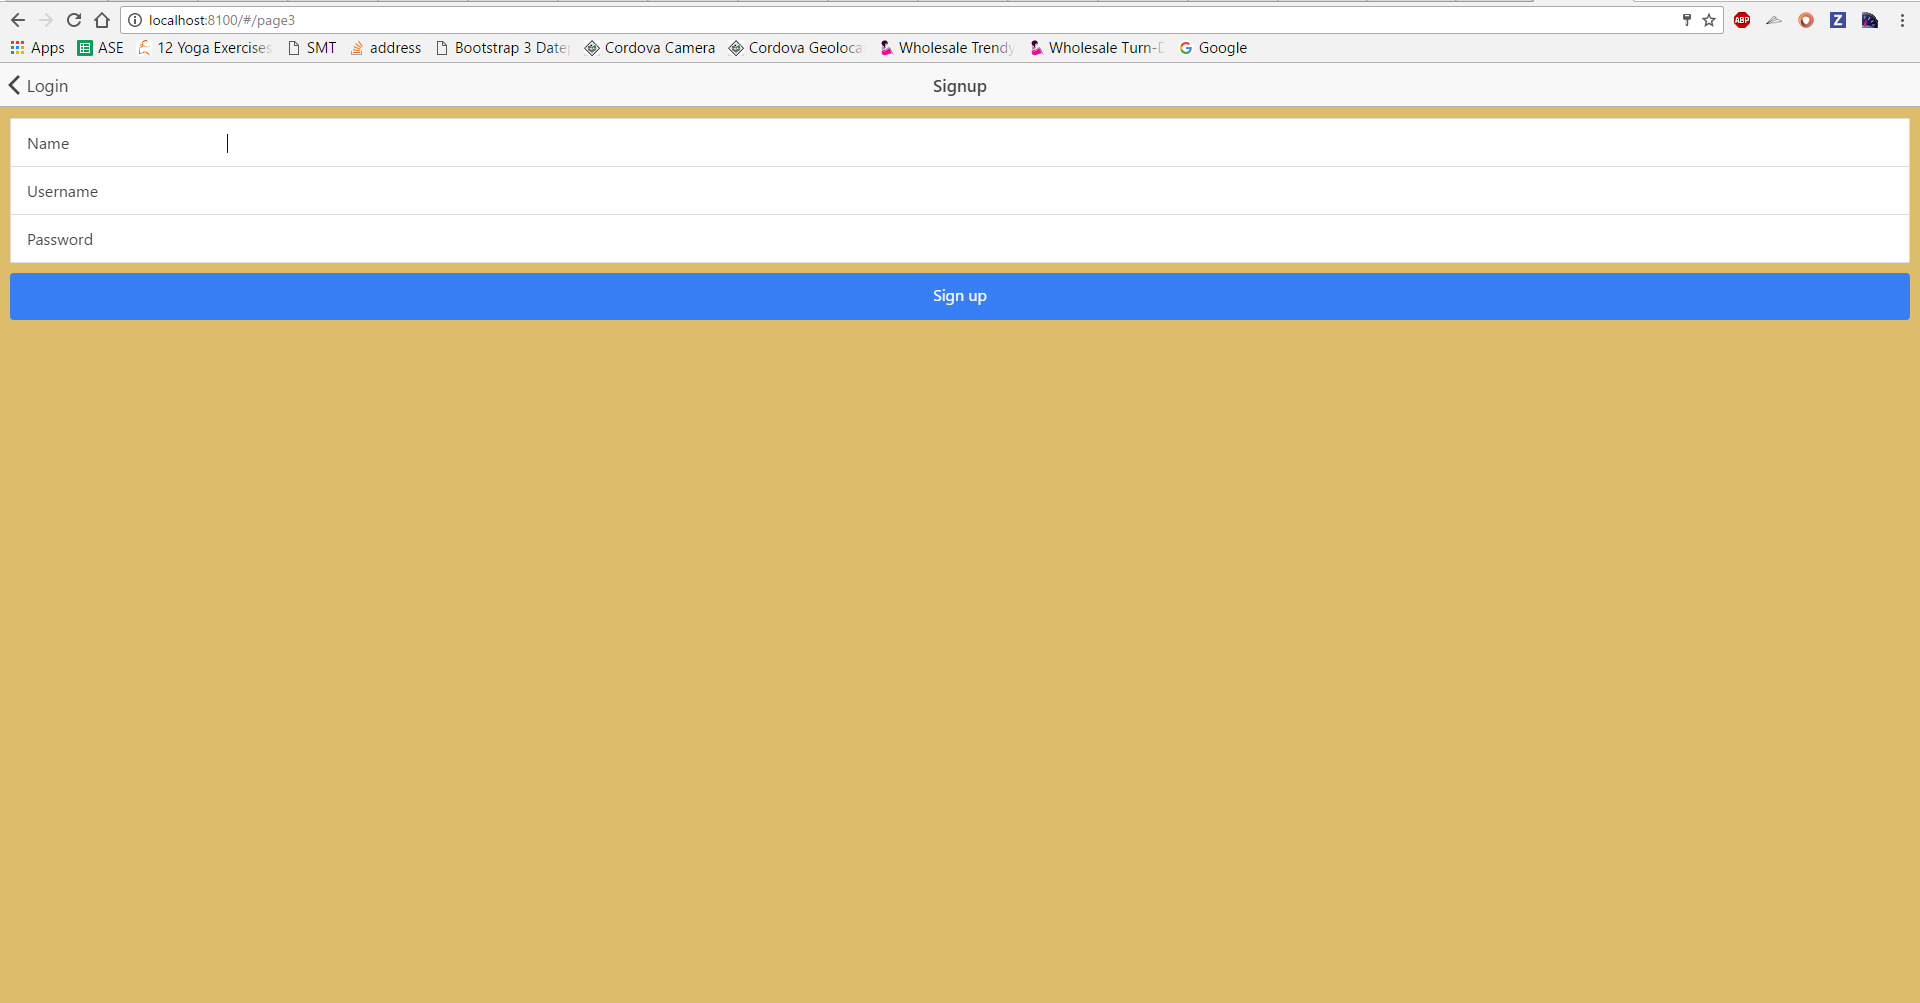 localhost:8100/#/page3
ABP
Z
Apps ASE 12 Yoga Exercises SMT address Bootstrap 3 Date Cordova Camera Cordova Geoloca Wholesale Trendy Wholesale Turn- Google
Login Signup
Name
Username
Password
Sign up